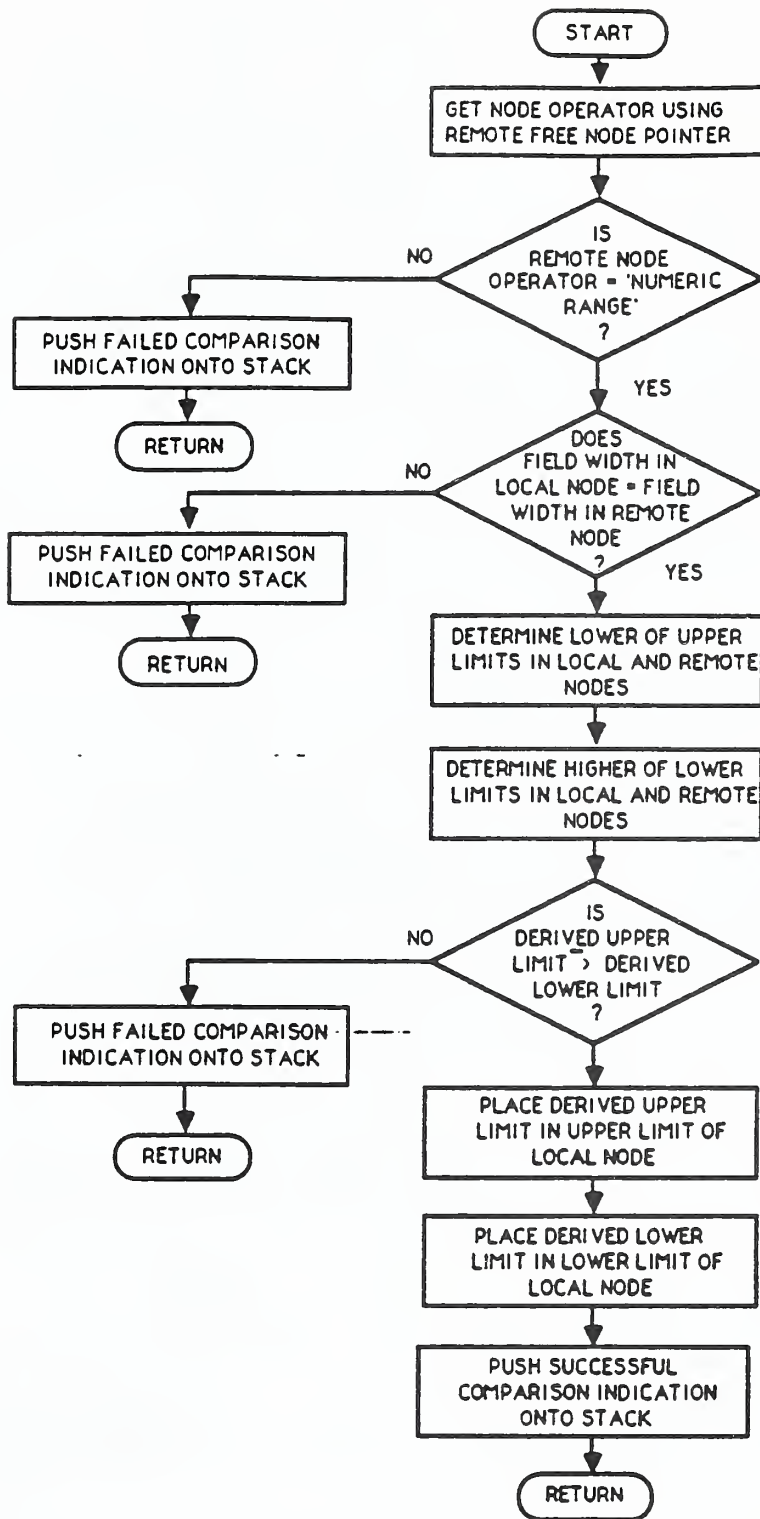 START
GET NODE OPERATOR USING
REMOTE FREE NODE POINTER
IS
REMOTE NODE
OPERATOR = 'NUMERIC
RANGE'
?
NO
YES
PUSH FAILED COMPARISON
INDICATION ONTO STACK
RETURN
DOES
FIELD WIDTH IN
LOCAL NODE = FIELD
WIDTH IN REMOTE
NODE
?
NO
YES
PUSH FAILED COMPARISON
INDICATION ONTO STACK
RETURN
DETERMINE LOWER OF UPPER
LIMITS IN LOCAL AND REMOTE
NODES
DETERMINE HIGHER OF LOWER
LIMITS IN LOCAL AND REMOTE
NODES
IS
DERIVED UPPER
LIMIT > DERIVED
LOWER LIMIT
?
NO
PUSH FAILED COMPARISON
INDICATION ONTO STACK
RETURN
PLACE DERIVED UPPER
LIMIT IN UPPER LIMIT OF
LOCAL NODE
PLACE DERIVED LOWER
LIMIT IN LOWER LIMIT OF
LOCAL NODE
PUSH SUCCESSFUL
COMPARISON INDICATION
ONTO STACK
RETURN